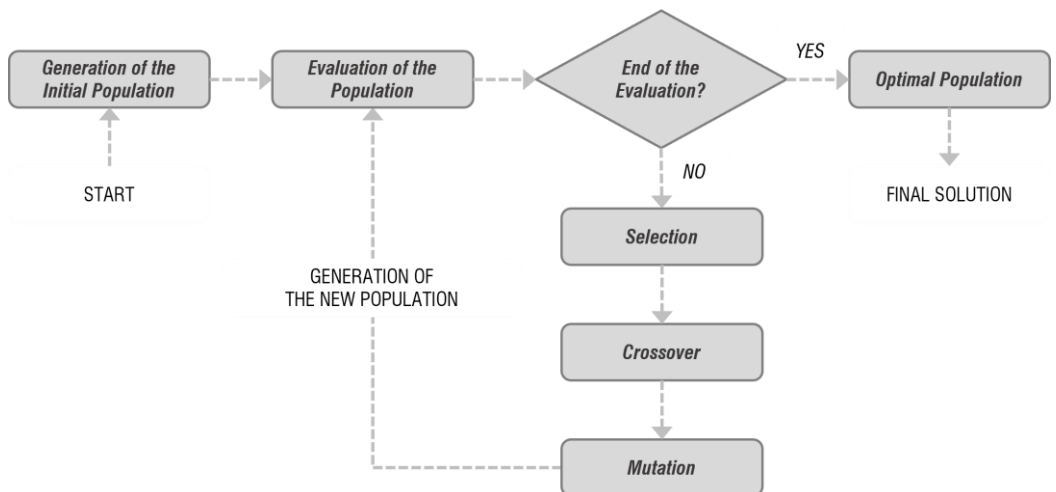 Generation of the
Initial Population
Evaluation of the
Population
End of the
Evaluation?
YES
Optimal Population
START
NO
FINAL SOLUTION
Selection
GENERATION OF
THE NEW POPULATION
Crossover
Mutation